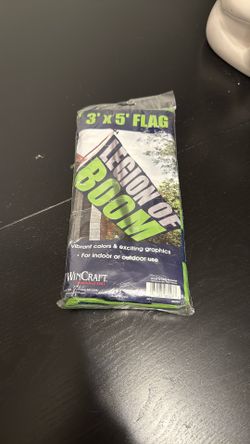 3' x 5' FLAG
LEGION OF
BOOM
Vibrant colors & exciting graphics
• For indoor or outdoor use
WINCRAFT